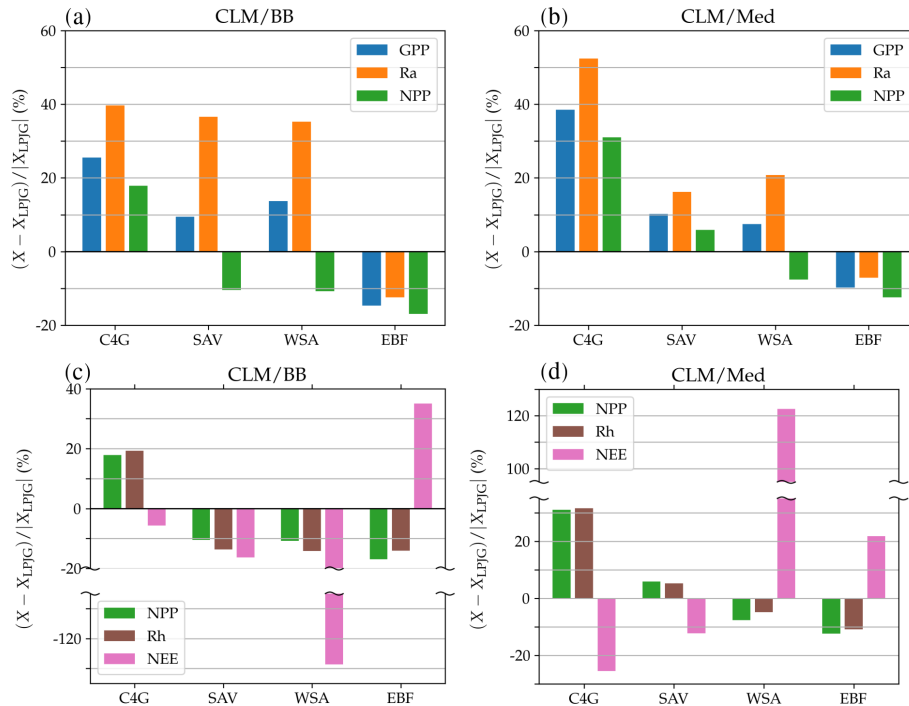 (a) CLM/BB
60
40
20
0
-20
(X − X_LPJG)/|X_LPJG| (%)
GPP
Ra
NPP
C4G SAV WSA EBF
(b) CLM/Med
60
40
20
0
-20
(X − X_LPJG)/|X_LPJG| (%)
GPP
Ra
NPP
C4G SAV WSA EBF
(c) CLM/BB
40
20
0
-20
-120
(X − X_LPJG)/|X_LPJG| (%)
NPP
Rh
NEE
C4G SAV WSA EBF
(d) CLM/Med
120
100
20
0
-20
(X − X_LPJG)/|X_LPJG| (%)
NPP
Rh
NEE
C4G SAV WSA EBF